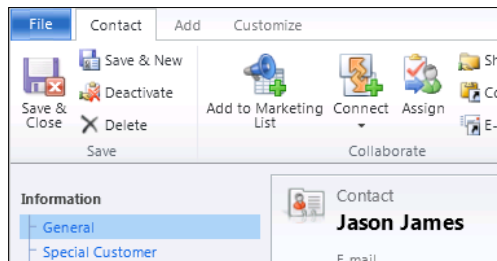 File Contact Add Customize
Save & New
Deactivate
Delete
Save &
Close
Add to Marketing
List
Connect
Assign
Save
Collaborate
Information
General
Special Customer
Contact
Jason James
E-mail